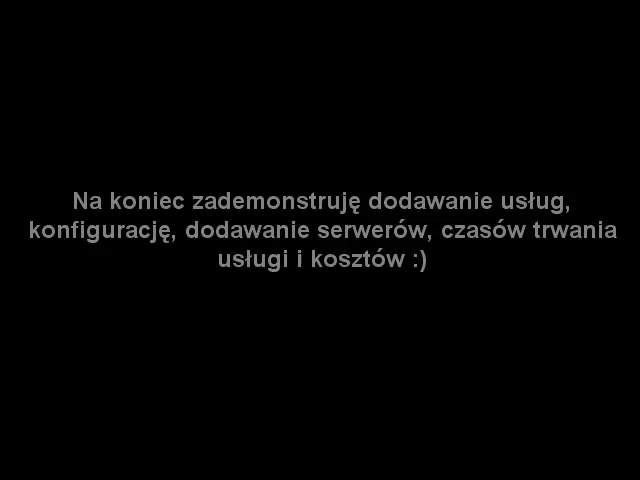 Na koniec zademonstruję dodawanie usług,
konfigurację, dodawanie serwerów, czasów trwania
usługi i kosztów :)